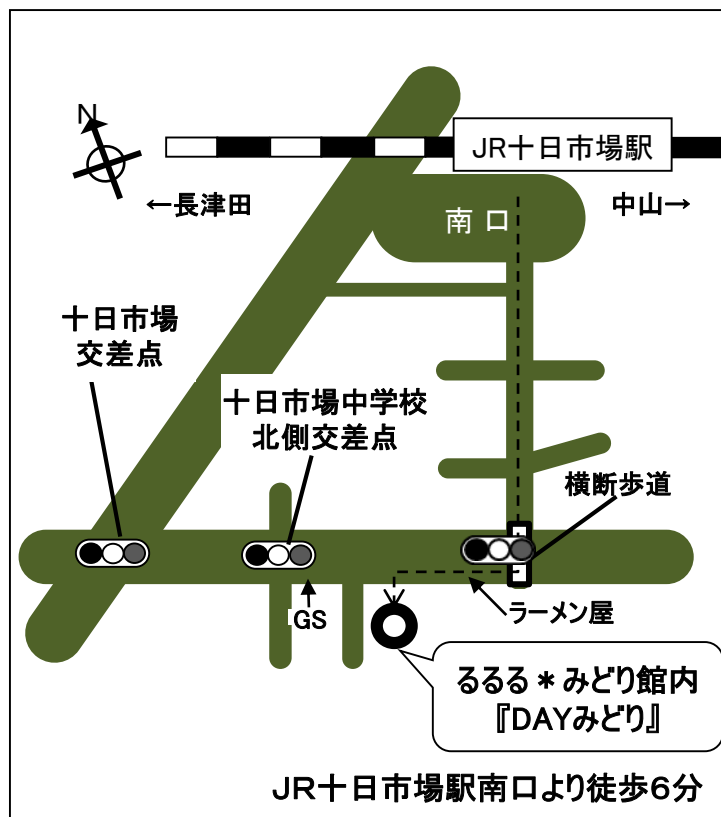 N
JR十日市場駅
←長津田
中山→
南 口
十日市場
交差点
十日市場中学校
北側交差点
横断歩道
GS
ラーメン屋
るるる＊みどり館内
『DAYみどり』
JR十日市場駅南口より徒歩6分